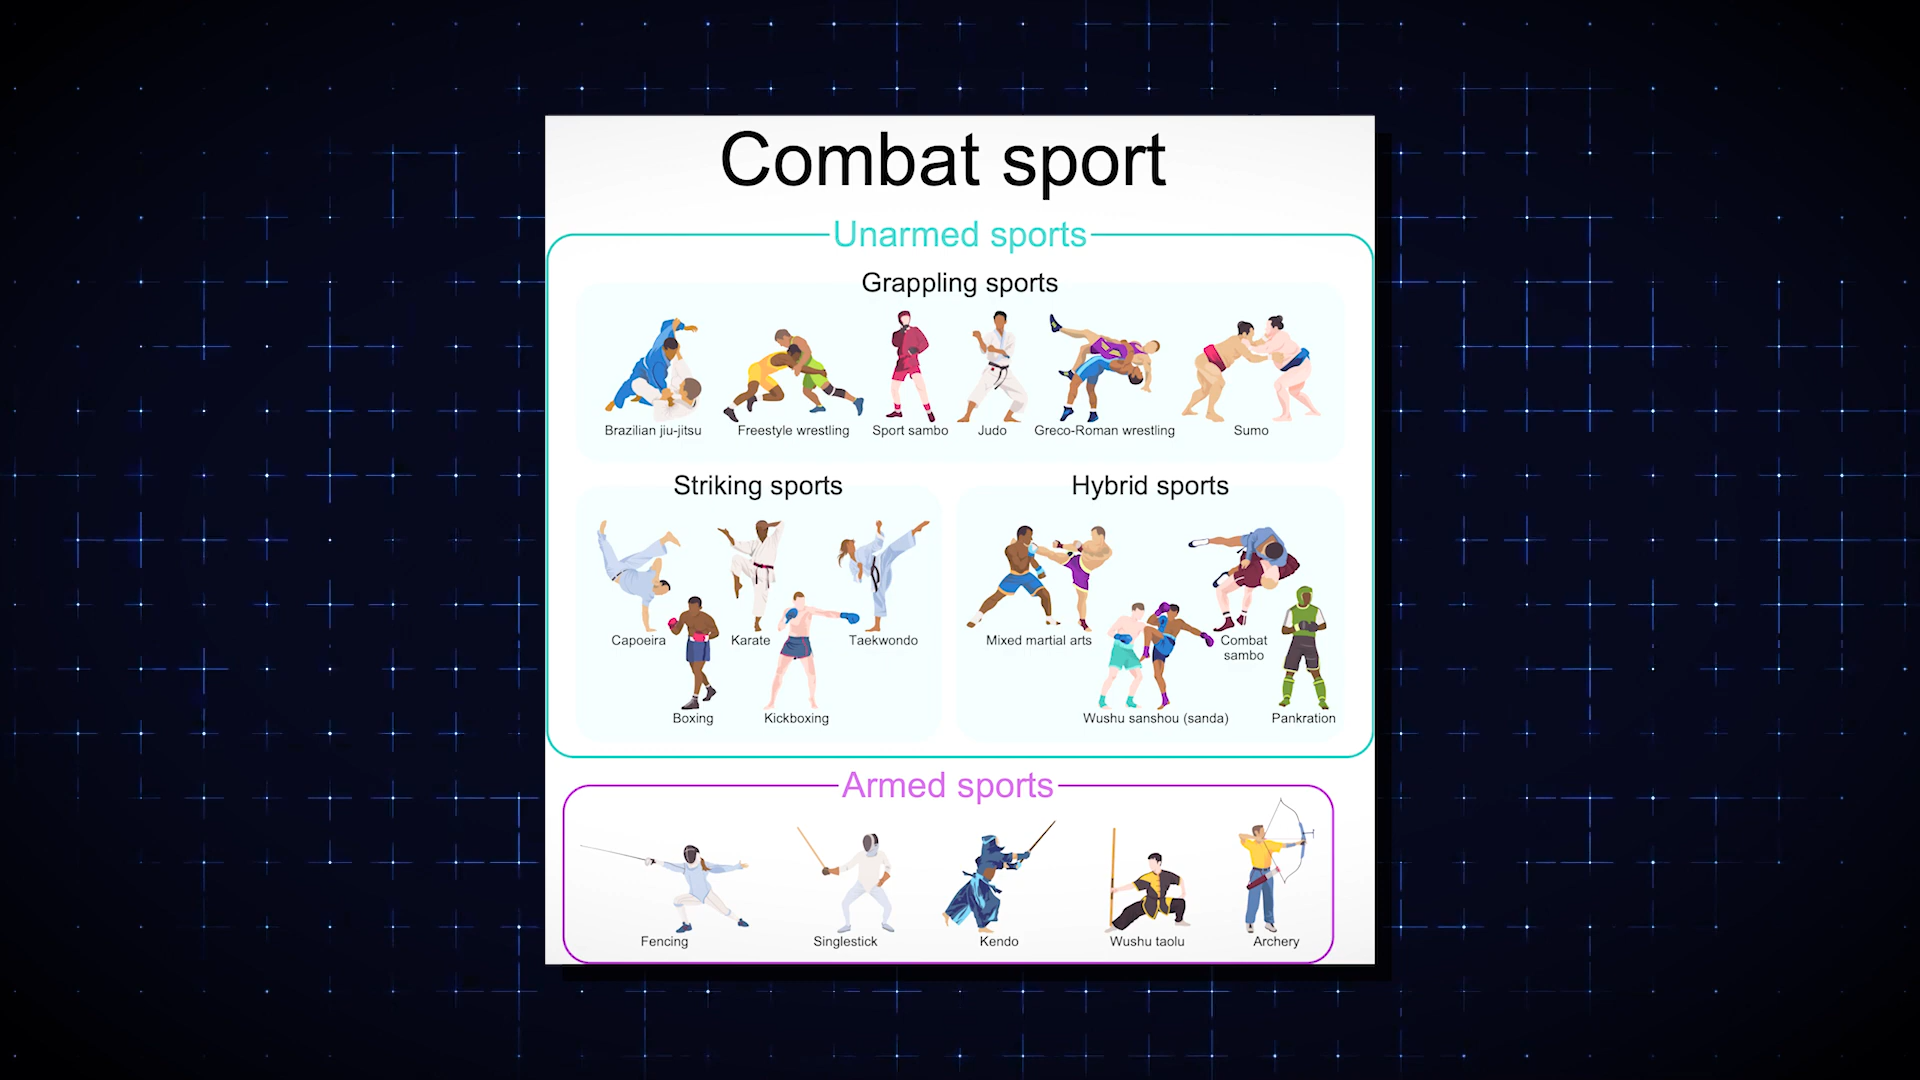 Combat sport
Unarmed sports
Grappling sports
Brazilian jiu-jitsu
Freestyle wrestling
Sport sambo
Judo
Greco-Roman wrestling
Sumo
Striking sports
Capoeira
Karate
Taekwondo
Boxing
Kickboxing
Hybrid sports
Mixed martial arts
Combat
sambo
Wushu sanshou (sanda)
Pankration
Armed sports
Fencing
Singlestick
Kendo
Wushu taolu
Archery